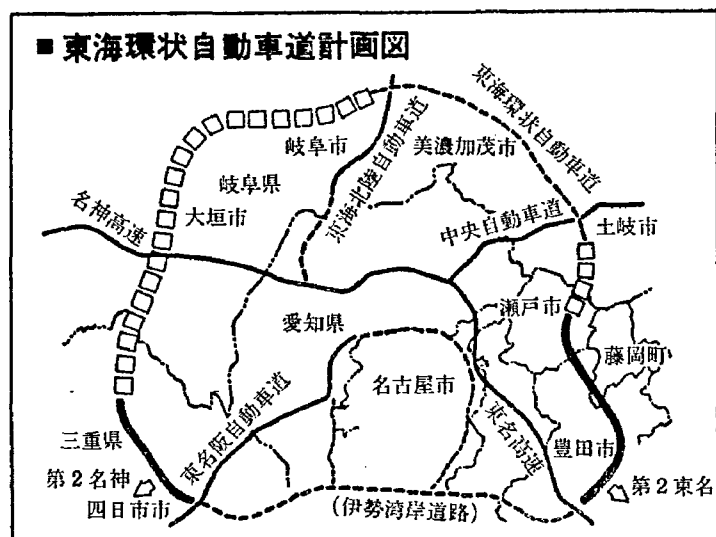 ■東海環状自動車道計画図
東海環状自動車道
岐阜市
東海北陸自動車道
美濃加茂市
岐阜県
大垣市
名神高速
中央自動車道
土岐市
瀬戸市
愛知県
藤岡町
名古屋市
東名阪自動車道
東名高速
三重県
豊田市
第2名神
第2東名
四日市市
(伊勢湾岸道路)